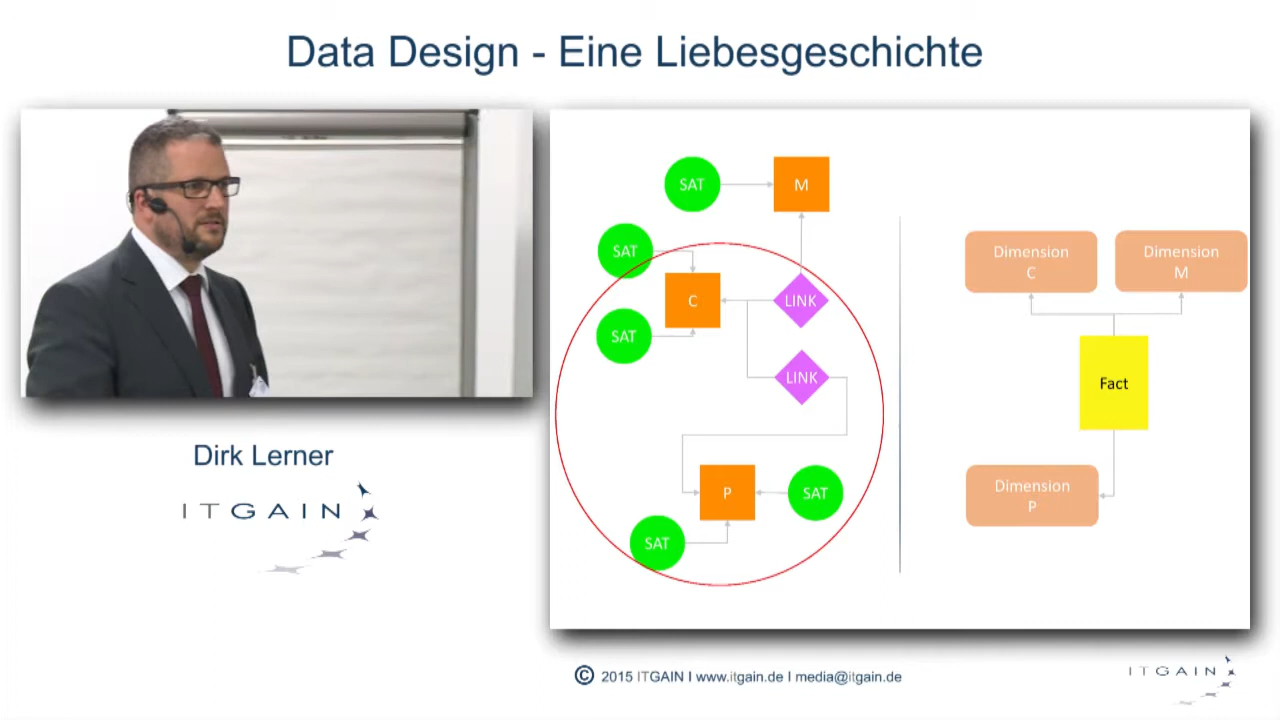 Data Design - Eine Liebesgeschichte
SAT
M
SAT
C
LINK
SAT
LINK
P
SAT
SAT
Dimension
C
Dimension
M
Fact
Dimension
P
Dirk Lerner
ITGAIN
© 2015 ITGAIN I www.itgain.de I media@itgain.de
ITGAIN